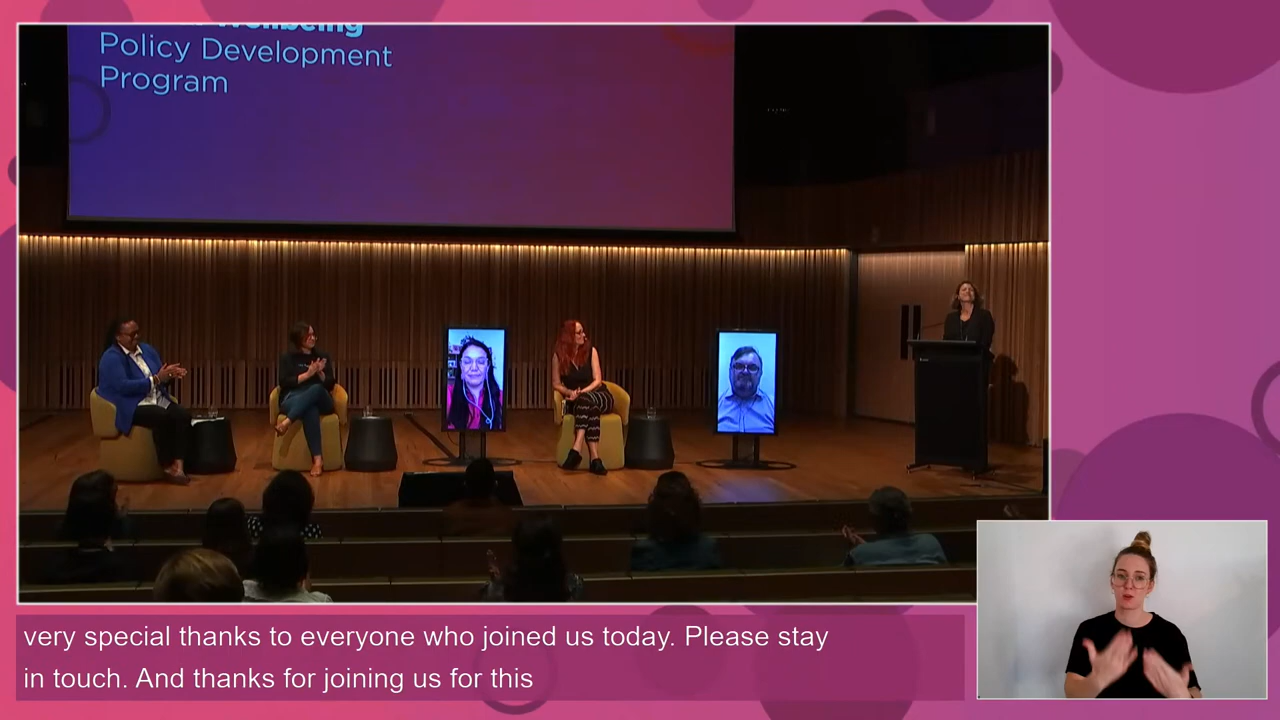 Wellbeing
Policy Development
Program
very special thanks to everyone who joined us today. Please stay
in touch. And thanks for joining us for this